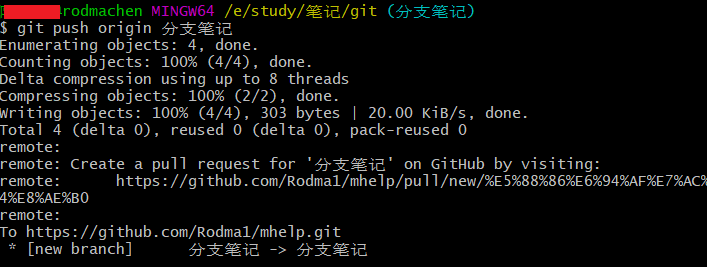 rodmachen MINGW64 /e/study/笔记/git (分支笔记)
$ git push origin 分支笔记
Enumerating objects: 4, done.
Counting objects: 100% (4/4), done.
Delta compression using up to 8 threads
Compressing objects: 100% (2/2), done.
Writing objects: 100% (4/4), 303 bytes | 20.00 KiB/s, done.
Total 4 (delta 0), reused 0 (delta 0), pack-reused 0
remote:
remote: Create a pull request for '分支笔记' on GitHub by visiting:
remote:      https://github.com/Rodma1/mhelp/pull/new/%E5%88%86%E6%94%AF%E7%AC%
4%E8%AE%B0
remote:
To https://github.com/Rodma1/mhelp.git
 * [new branch]      分支笔记 -> 分支笔记